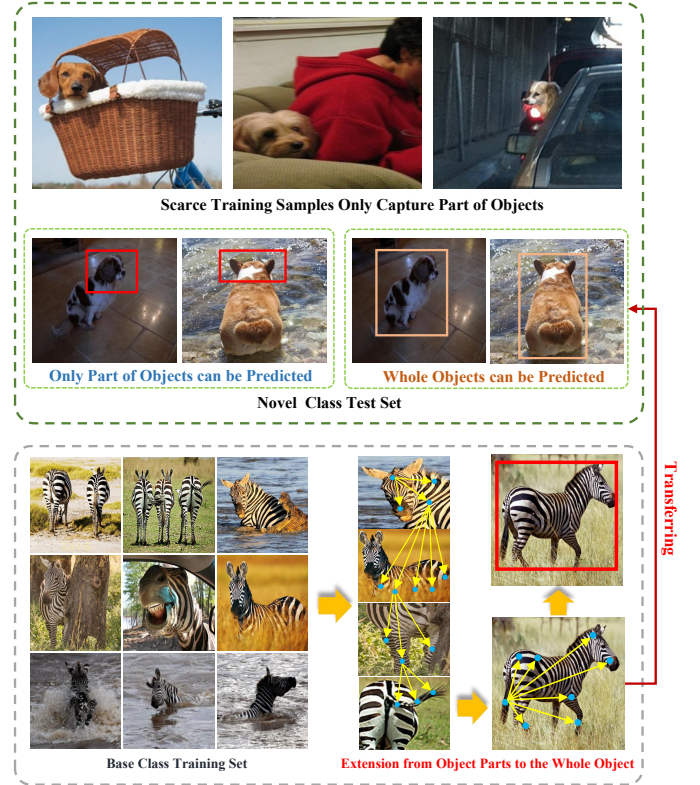 Scarce Training Samples Only Capture Part of Objects
Only Part of Objects can be Predicted
Whole Objects can be Predicted
Novel Class Test Set
Transferring
Base Class Training Set
Extension from Object Parts to the Whole Object